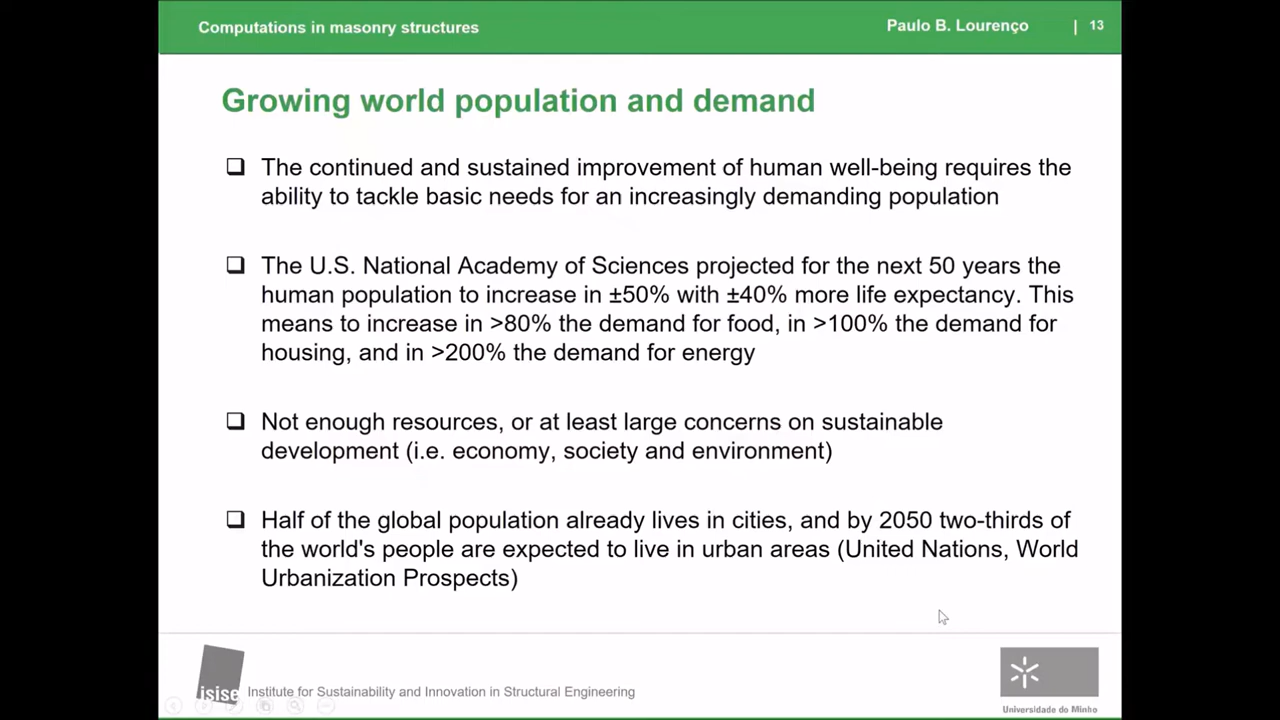 Computations in masonry structures
Paulo B. Lourenço | 13
Growing world population and demand
❑ The continued and sustained improvement of human well-being requires the
ability to tackle basic needs for an increasingly demanding population
❑ The U.S. National Academy of Sciences projected for the next 50 years the
human population to increase in ±50% with ±40% more life expectancy. This
means to increase in >80% the demand for food, in >100% the demand for
housing, and in >200% the demand for energy
❑ Not enough resources, or at least large concerns on sustainable
development (i.e. economy, society and environment)
❑ Half of the global population already lives in cities, and by 2050 two-thirds of
the world's people are expected to live in urban areas (United Nations, World
Urbanization Prospects)
isise Institute for Sustainability and Innovation in Structural Engineering
Universidade do Minho